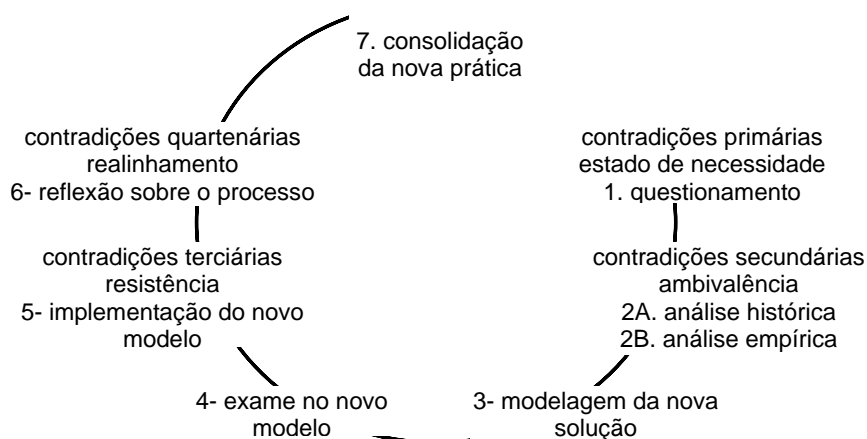 7. consolidação
da nova prática
contradições quartenárias
realinhamento
6- reflexão sobre o processo
contradições primárias
estado de necessidade
1. questionamento
contradições terciárias
resistência
5- implementação do novo
modelo
contradições secundárias
ambivalência
2A. análise histórica
2B. análise empírica
4- exame no novo
modelo
3- modelagem da nova
solução